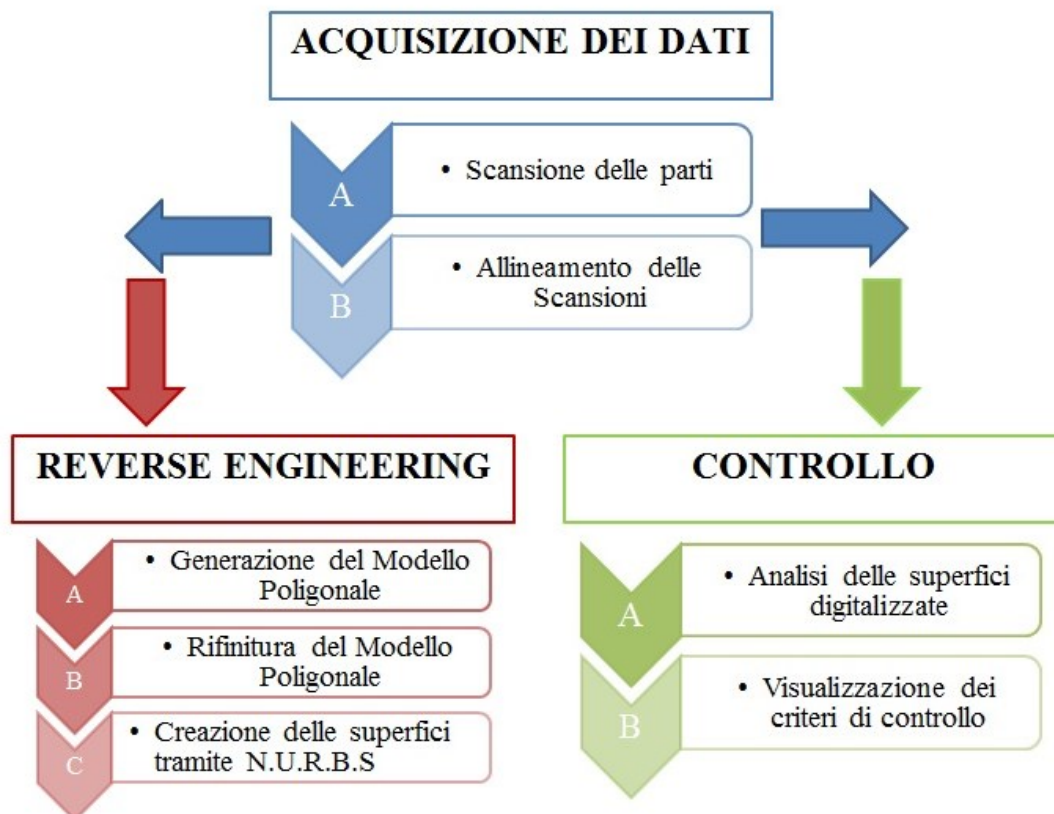 ACQUISIZIONE DEI DATI
A
• Scansione delle parti
B
• Allineamento delle
Scansioni
REVERSE ENGINEERING
A
• Generazione del Modello
Poligonale
B
• Rifinitura del Modello
Poligonale
C
• Creazione delle superfici
tramite N.U.R.B.S
CONTROLLO
A
• Analisi delle superfici
digitalizzate
B
• Visualizzazione dei
criteri di controllo